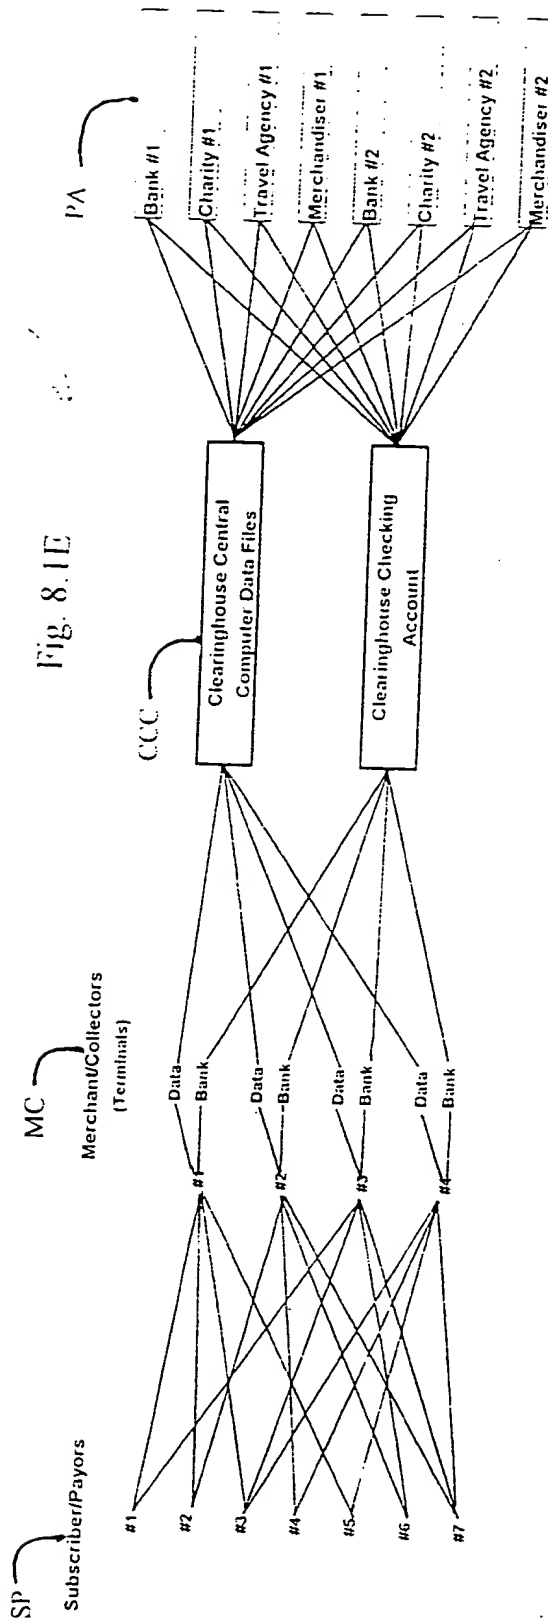 Fig. 8.1E
SP
Subscriber/Payors
#1
#2
#3
#4
#5
#6
#7
MC
Merchant/Collectors
(Terminals)
#1
Data
Bank
#2
Data
Bank
#3
Data
Bank
#4
Data
Bank
CCC
Clearinghouse Central
Computer Data Files
Clearinghouse Checking
Account
PA
Bank #1
Charity #1
Travel Agency #1
Merchandiser #1
Bank #2
Charity #2
Travel Agency #2
Merchandiser #2